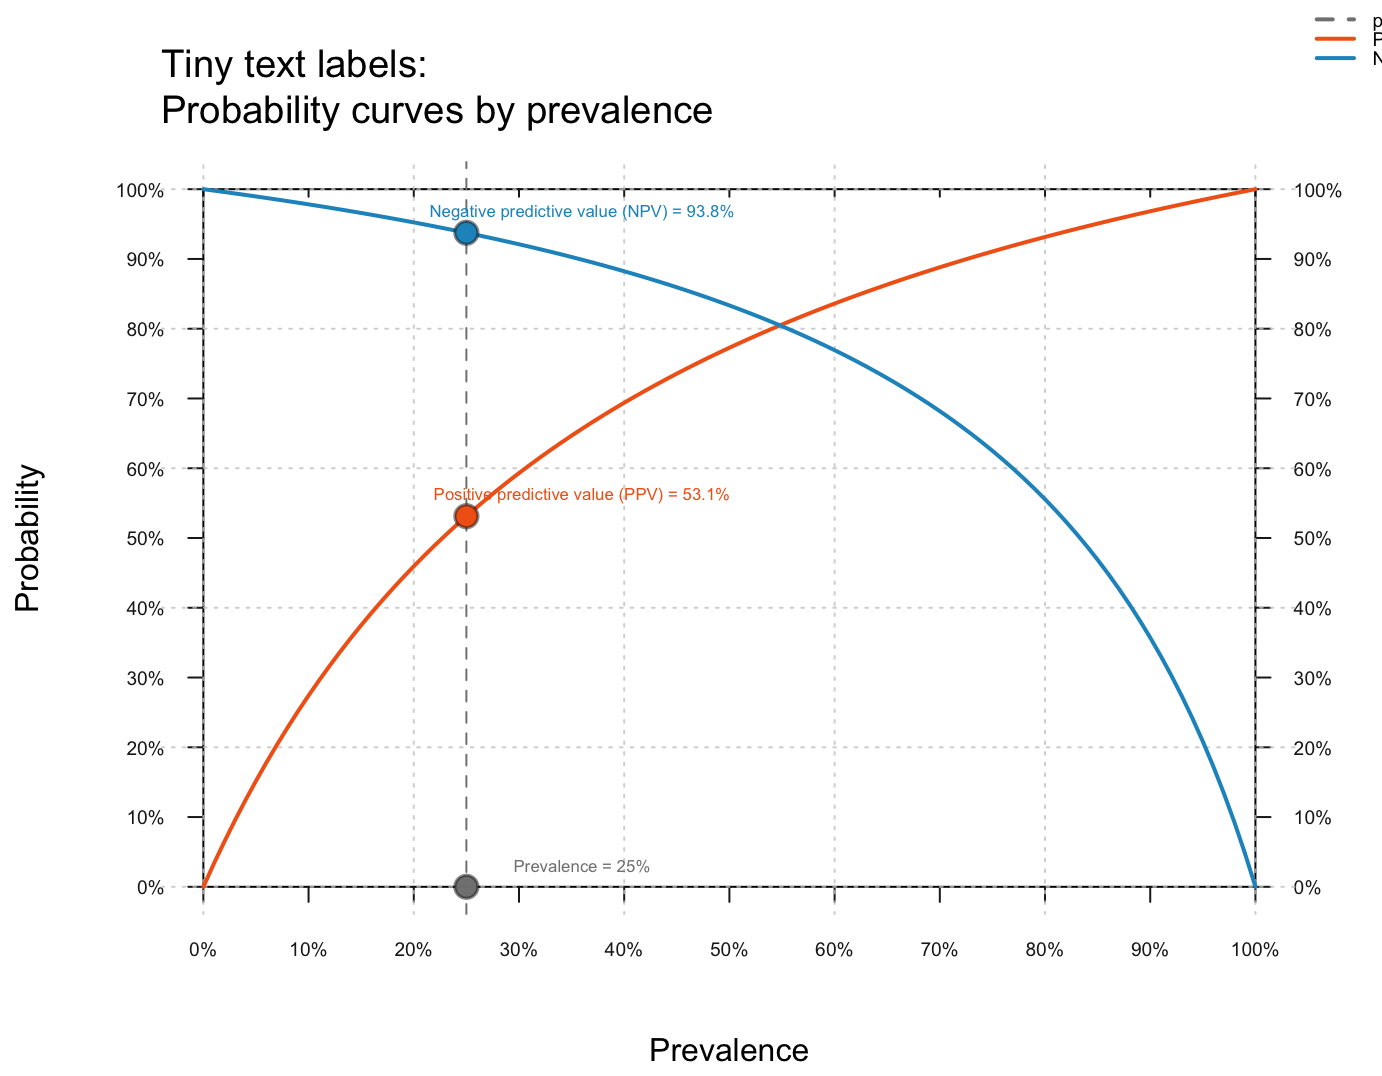 p
P
N
Tiny text labels:
Probability curves by prevalence
100%
90%
80%
70%
60%
50%
40%
30%
20%
10%
0%
Probability
Negative predictive value (NPV) = 93.8%
Positive predictive value (PPV) = 53.1%
Prevalence = 25%
100%
90%
80%
70%
60%
50%
40%
30%
20%
10%
0%
0% 10% 20% 30% 40% 50% 60% 70% 80% 90% 100%
Prevalence